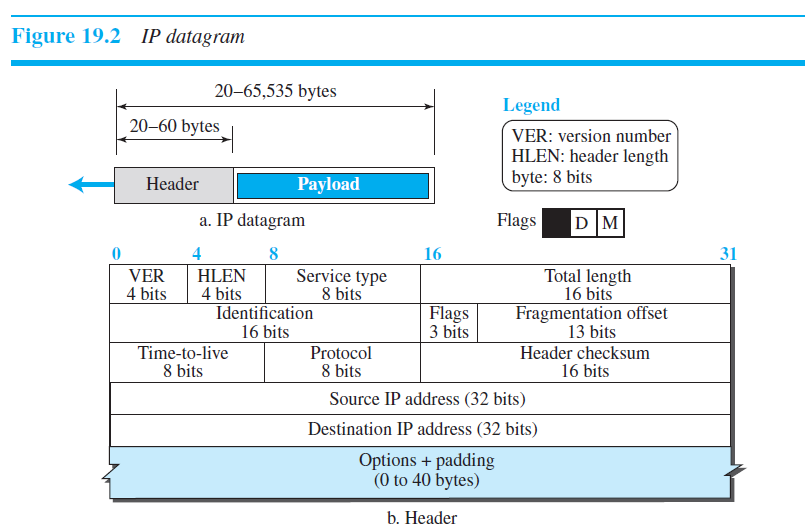 Figure 19.2 IP datagram
20–65,535 bytes
20–60 bytes
Header Payload
a. IP datagram
Legend
VER: version number
HLEN: header length
byte: 8 bits
Flags D M
0 4 8 16 31
VER HLEN Service type Total length
4 bits 4 bits 8 bits 16 bits
Identification Flags Fragmentation offset
16 bits 3 bits 13 bits
Time-to-live Protocol Header checksum
8 bits 8 bits 16 bits
Source IP address (32 bits)
Destination IP address (32 bits)
Options + padding
(0 to 40 bytes)
b. Header